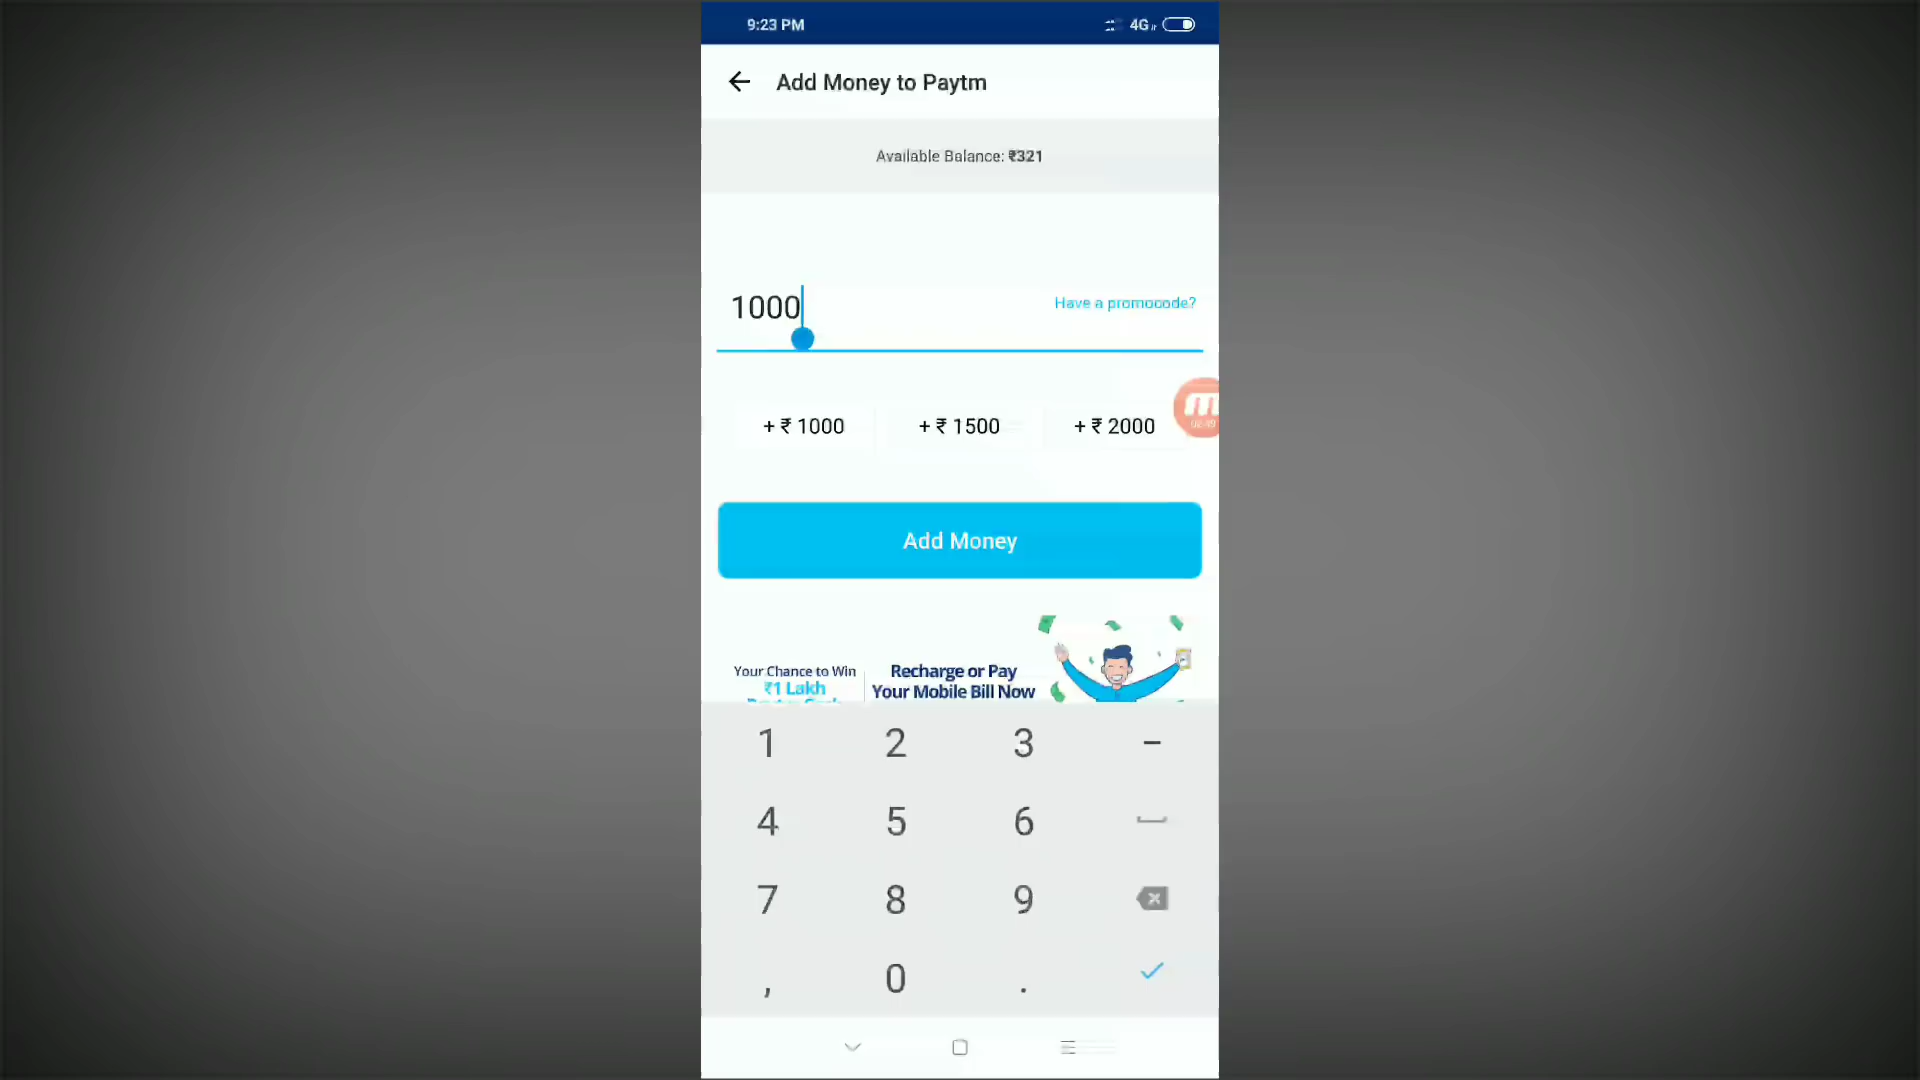 9:23 PM
4G
Add Money to Paytm
Available Balance: ₹321
1000
Have a promocode?
+ ₹ 1000
+ ₹ 1500
+ ₹ 2000
Add Money
Your Chance to Win
₹1 Lakh
Recharge or Pay
Your Mobile Bill Now
1 2 3 –
4 5 6
7 8 9
, 0 .